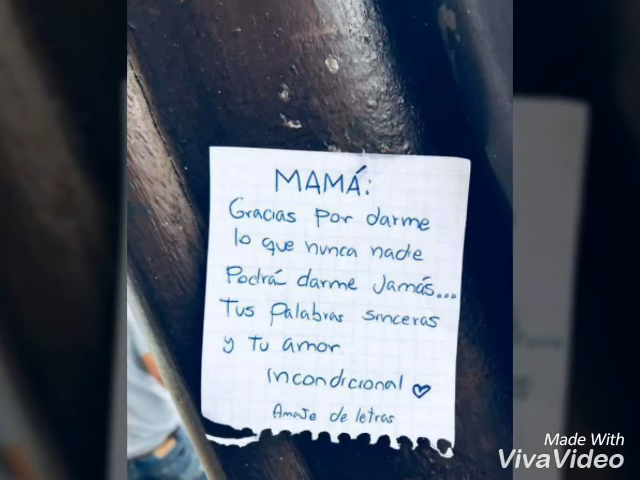 MAMÁ:
Gracias por darme
lo que nunca nadie
Podrá darme Jamás...
Tus palabras sinceras
y Tu amor
Incondicional ♡
Amaje de letras
Made With
VivaVideo